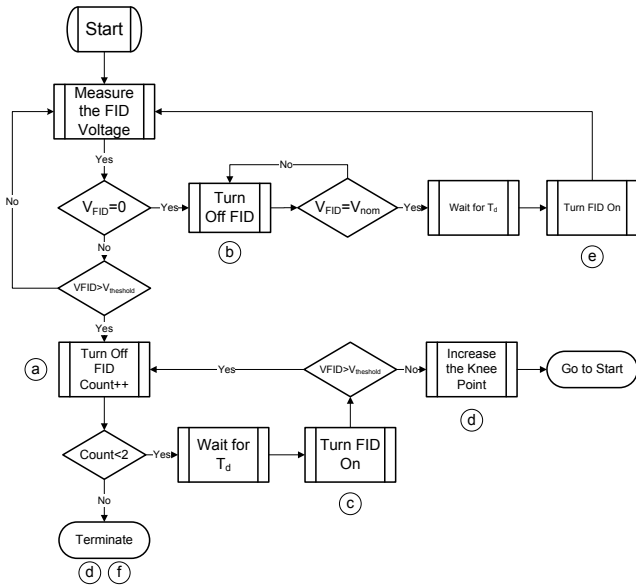 Start
Measure
the FID
Voltage
Yes
No
V_FID=0
Yes
Turn
Off FID
No
V_FID=V_nom
Yes
Wait for T_d
Turn FID On
b
e
No
VFID>V_theshold
Yes
a
Turn Off
FID
Count++
Yes
VFID>V_theshold
No
Increase
the Knee
Point
Go to Start
d
Count<2
Yes
Wait for
T_d
Turn FID
On
c
No
Terminate
d f